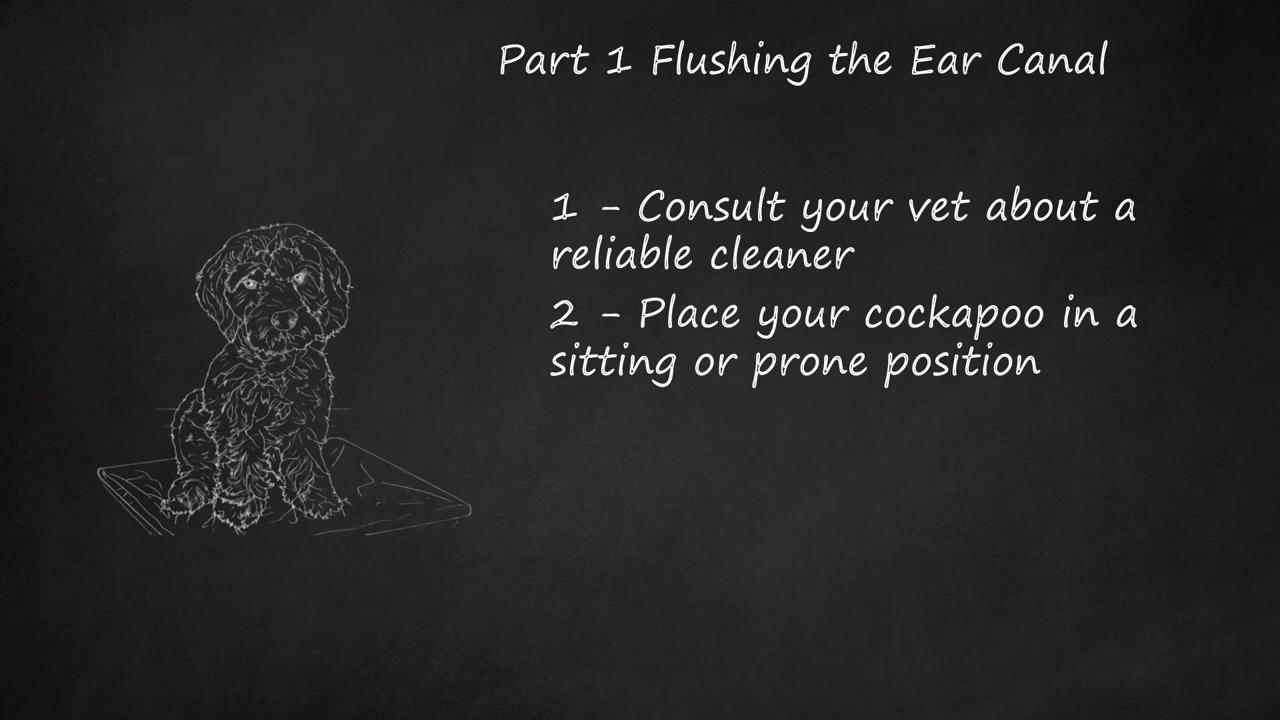 Part 1 Flushing the Ear Canal
1 - Consult your vet about a
reliable cleaner
2 - Place your cockapoo in a
sitting or prone position